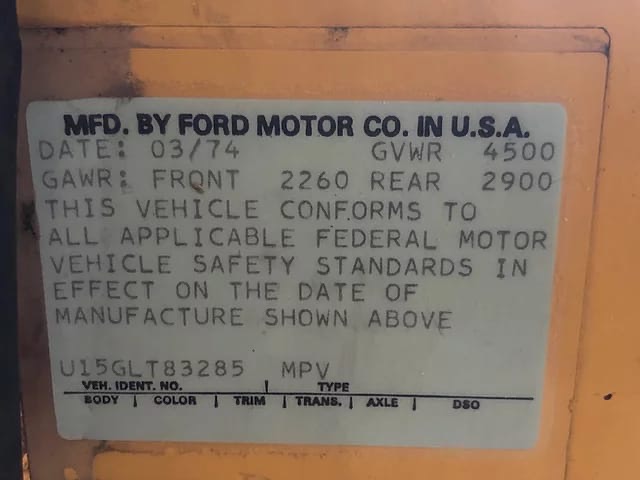 MFD. BY FORD MOTOR CO. IN U.S.A.
DATE: 03/74 GVWR 4500
GAWR: FRONT 2260 REAR 2900
THIS VEHICLE CONFORMS TO
ALL APPLICABLE FEDERAL MOTOR
VEHICLE SAFETY STANDARDS IN
EFFECT ON THE DATE OF
MANUFACTURE SHOWN ABOVE
U15GLT83285 MPV
VEH. IDENT. NO. TYPE
BODY COLOR TRIM TRANS. AXLE DSO